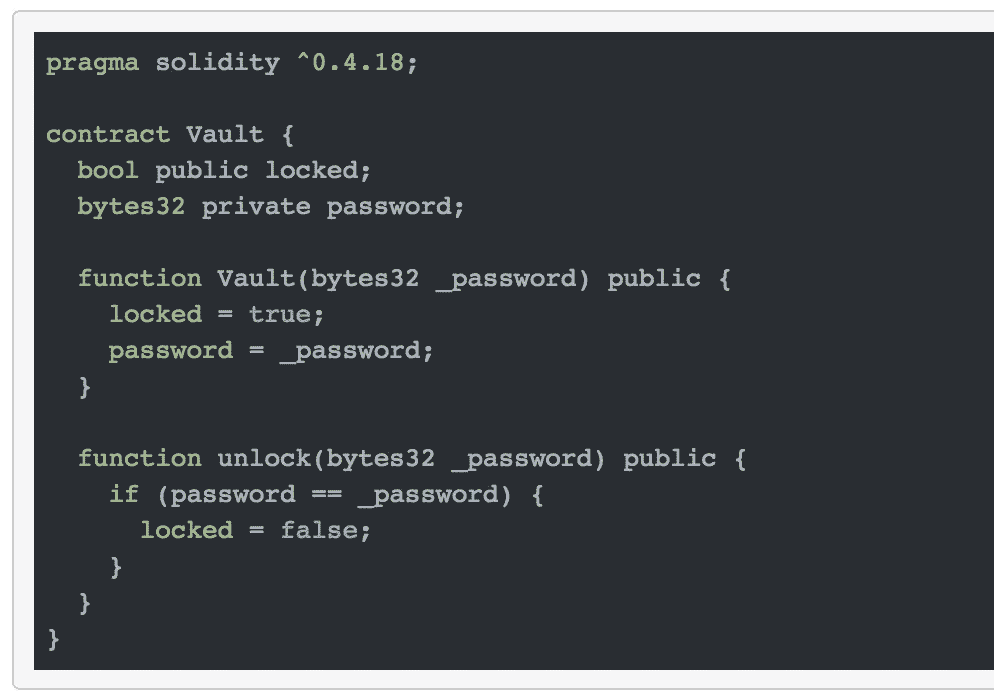 pragma solidity ^0.4.18;
contract Vault {
bool public locked;
bytes32 private password;
function Vault(bytes32 _password) public {
locked = true;
password = _password;
}
function unlock(bytes32 _password) public {
if (password == _password) {
locked = false;
}
}
}